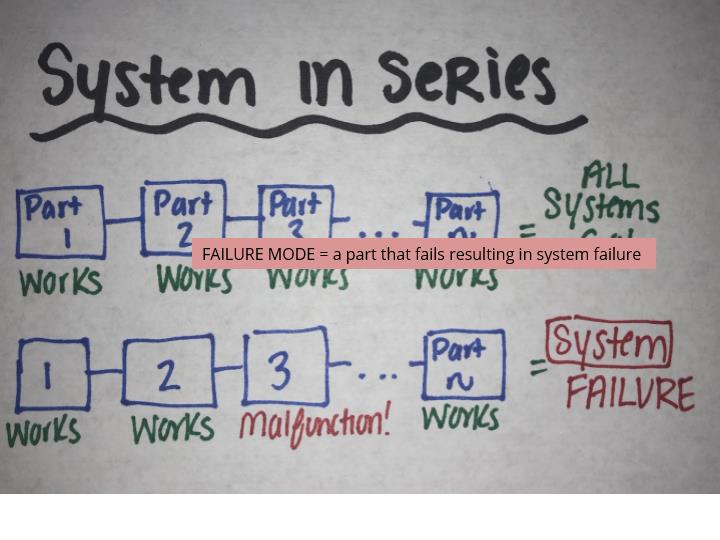 System in Series
Part 1
Part 2
Part 3
...
Part n
=
ALL
Systems
FAILURE MODE = a part that fails resulting in system failure
Works
Works
Works
Works
1
2
3
...
Part
n
=
System
FAILURE
Works
Works
Malfunction!
Works